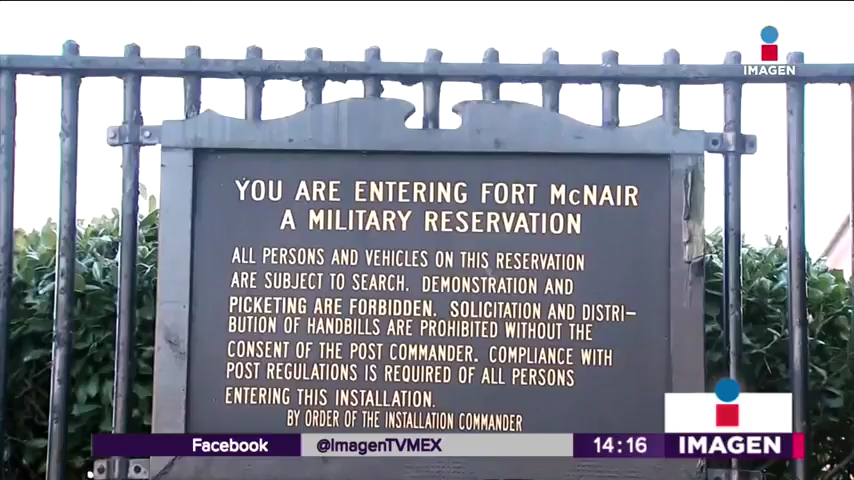 IMAGEN
YOU ARE ENTERING FORT McNAIR
A MILITARY RESERVATION
ALL PERSONS AND VEHICLES ON THIS RESERVATION
ARE SUBJECT TO SEARCH. DEMONSTRATION AND
PICKETING ARE FORBIDDEN. SOLICITATION AND DISTRI-
BUTION OF HANDBILLS ARE PROHIBITED WITHOUT THE
CONSENT OF THE POST COMMANDER. COMPLIANCE WITH
POST REGULATIONS IS REQUIRED OF ALL PERSONS
ENTERING THIS INSTALLATION.
BY ORDER OF THE INSTALLATION COMMANDER
Facebook @ImagenTVMEX 14:16 IMAGEN